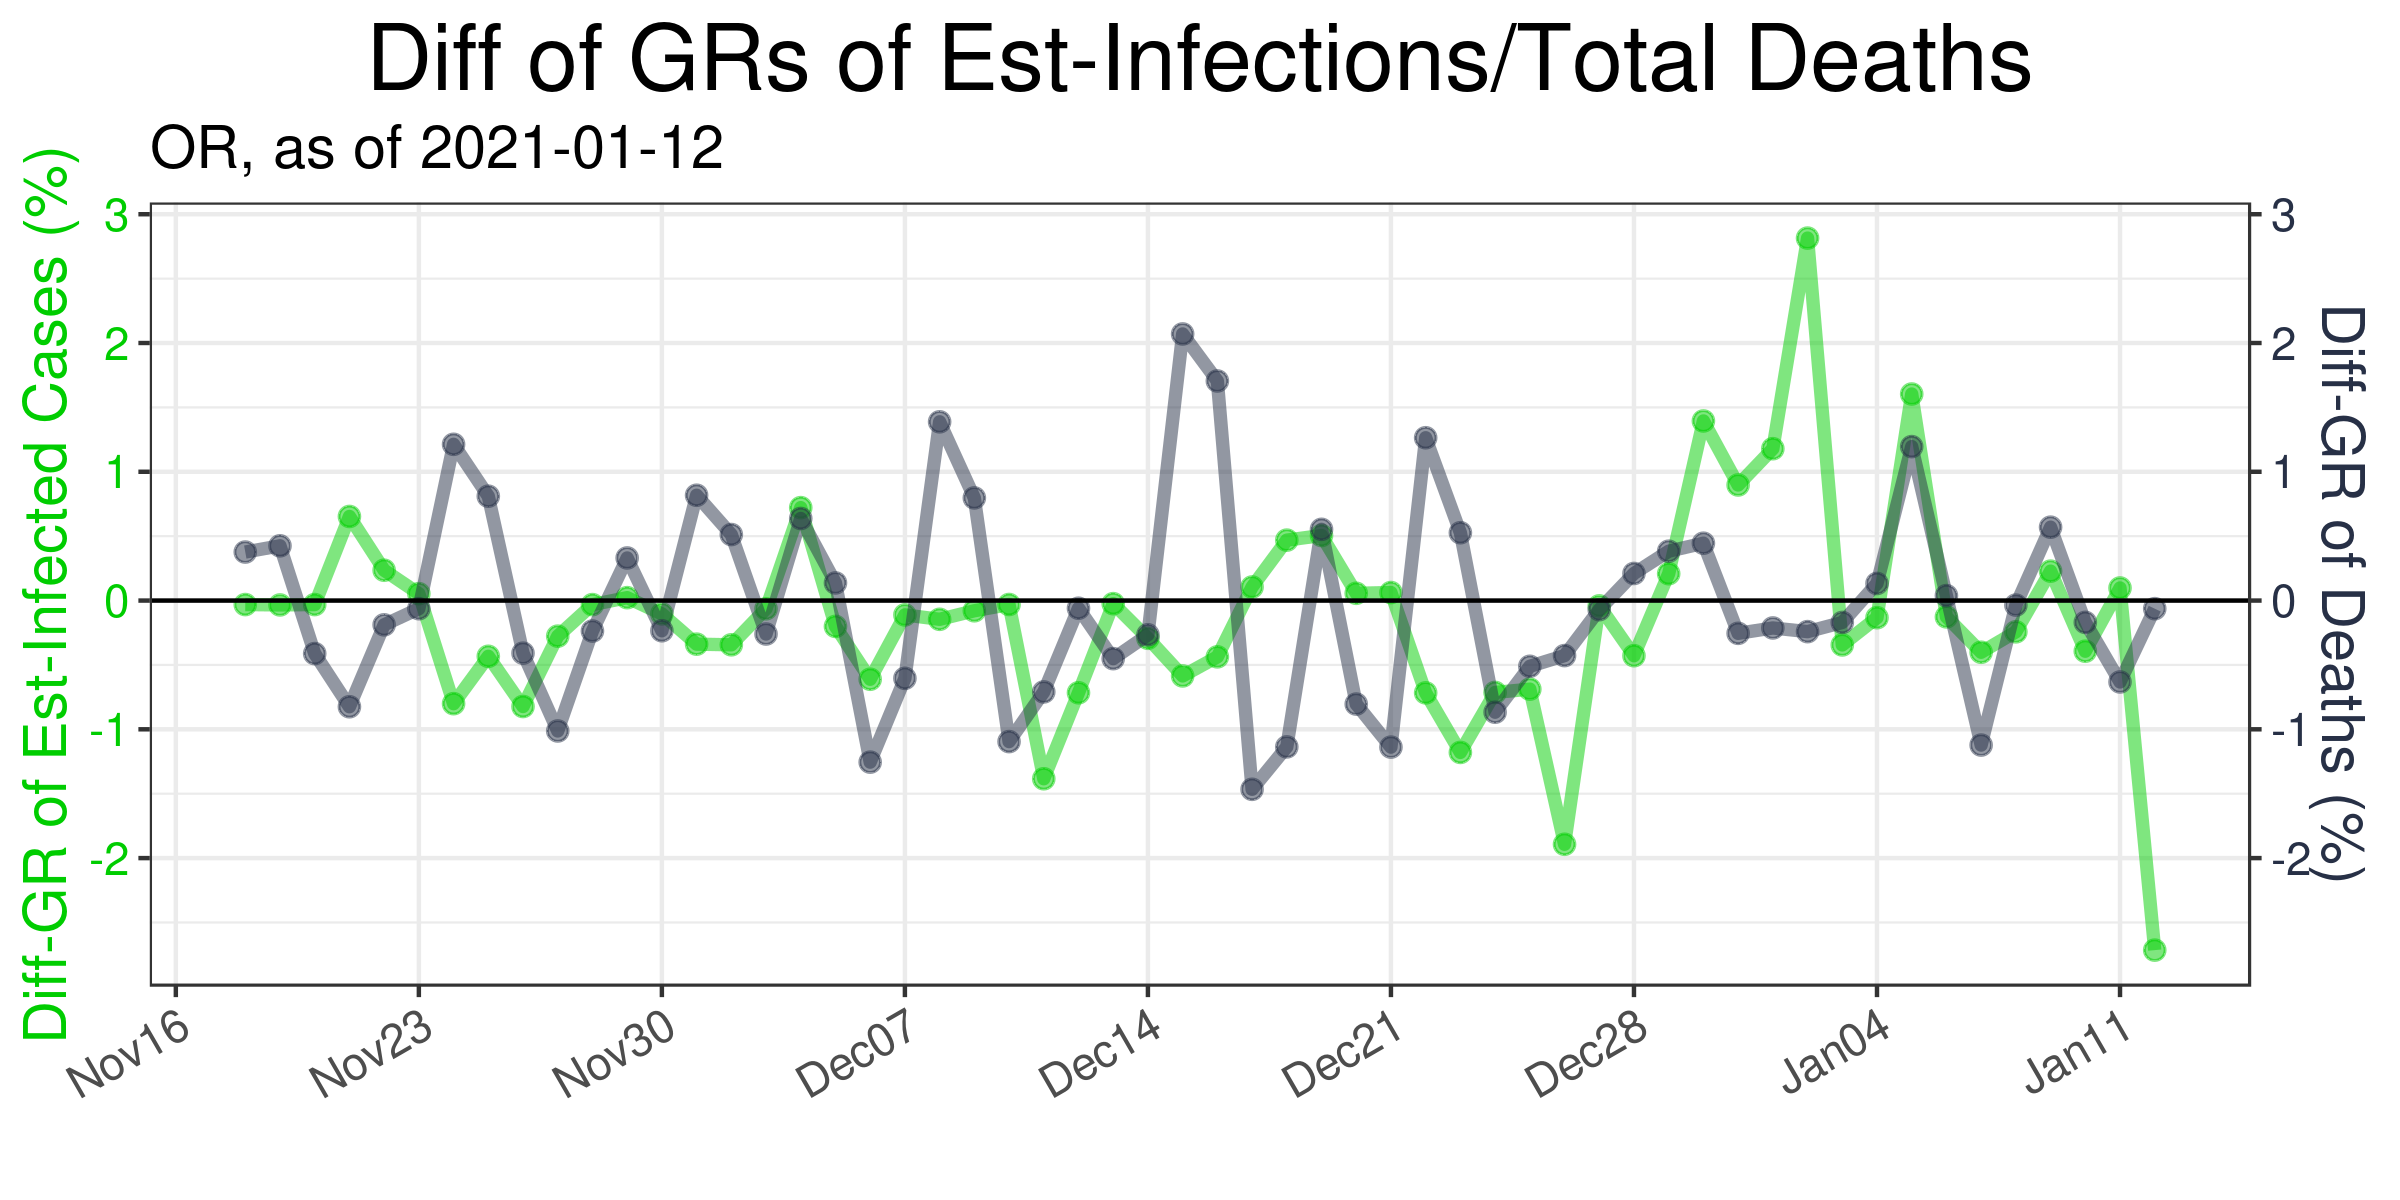 Diff of GRs of Est-Infections/Total Deaths
OR, as of 2021-01-12
Diff-GR of Est-Infected Cases (%)
3
2
1
0
-1
-2
3
2
1
0
-1
-2
Diff-GR of Deaths (%)
Nov16
Nov23
Nov30
Dec07
Dec14
Dec21
Dec28
Jan04
Jan11